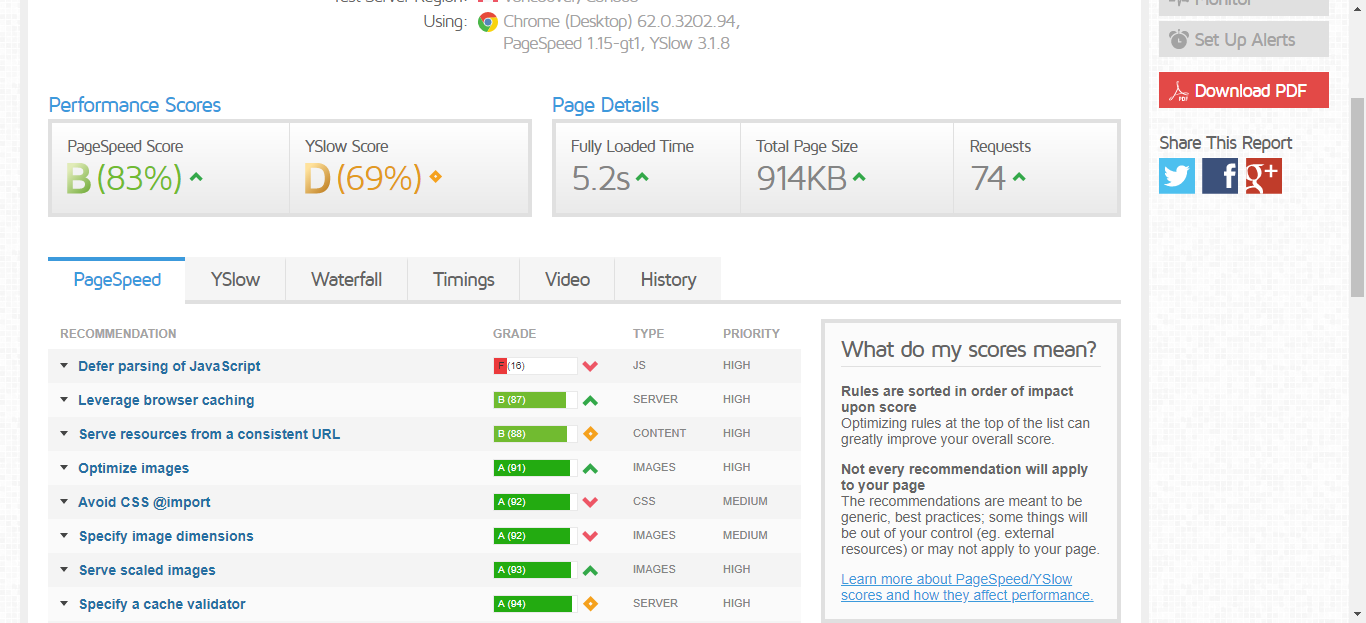 Using:
Chrome (Desktop) 62.0.3202.94,
PageSpeed 1.15-gt1, YSlow 3.1.8
Monitor
Set Up Alerts
Download PDF
Share This Report
Performance Scores
PageSpeed Score
B (83%)
YSlow Score
D (69%)
Page Details
Fully Loaded Time
5.2s
Total Page Size
914KB
Requests
74
PageSpeed
YSlow
Waterfall
Timings
Video
History
RECOMMENDATION GRADE TYPE PRIORITY
Defer parsing of JavaScript F (16) JS HIGH
Leverage browser caching B (87) SERVER HIGH
Serve resources from a consistent URL B (88) CONTENT HIGH
Optimize images A (91) IMAGES HIGH
Avoid CSS @import A (92) CSS MEDIUM
Specify image dimensions A (92) IMAGES MEDIUM
Serve scaled images A (93) IMAGES HIGH
Specify a cache validator A (94) SERVER HIGH
What do my scores mean?
Rules are sorted in order of impact
upon score
Optimizing rules at the top of the list can
greatly improve your overall score.
Not every recommendation will apply
to your page
The recommendations are meant to be
generic, best practices; some things will
be out of your control (eg. external
resources) or may not apply to your page.
Learn more about PageSpeed/YSlow
scores and how they affect performance.